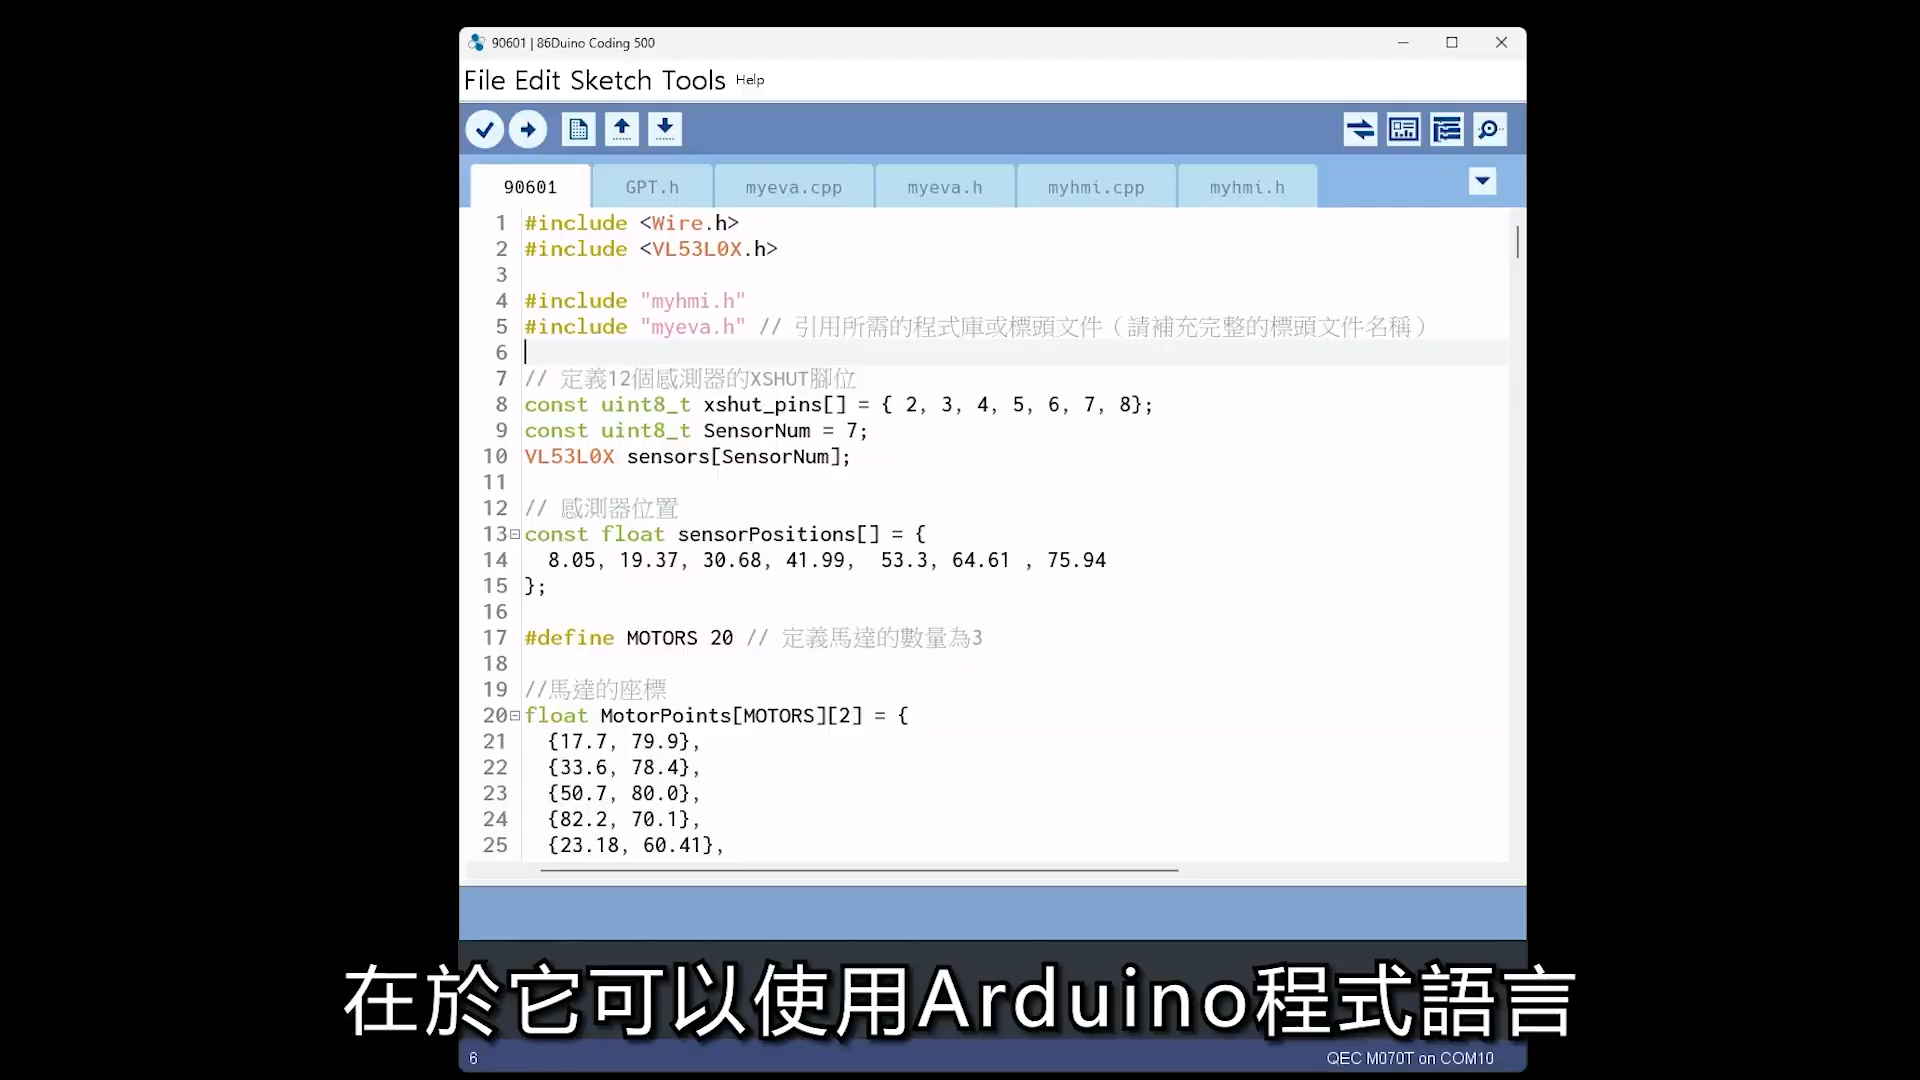 90601 | 86Duino Coding 500
File Edit Sketch Tools Help
90601 GPT.h myeva.cpp myeva.h myhmi.cpp myhmi.h
1 #include <Wire.h>
2 #include <VL53L0X.h>
3
4 #include "myhmi.h"
5 #include "myeva.h" // 引用所需的程式庫或標頭文件（請補充完整的標頭文件名稱）
6
7 // 定義12個感測器的XSHUT腳位
8 const uint8_t xshut_pins[] = { 2, 3, 4, 5, 6, 7, 8};
9 const uint8_t SensorNum = 7;
10 VL53L0X sensors[SensorNum];
11
12 // 感測器位置
13 const float sensorPositions[] = {
14 8.05, 19.37, 30.68, 41.99,  53.3, 64.61 , 75.94
15 };
16
17 #define MOTORS 20 // 定義馬達的數量為3
18
19 //馬達的座標
20 float MotorPoints[MOTORS][2] = {
21 {17.7, 79.9},
22 {33.6, 78.4},
23 {50.7, 80.0},
24 {82.2, 70.1},
25 {23.18, 60.41},
在於它可以使用Arduino程式語言
6 QEC M070T on COM10